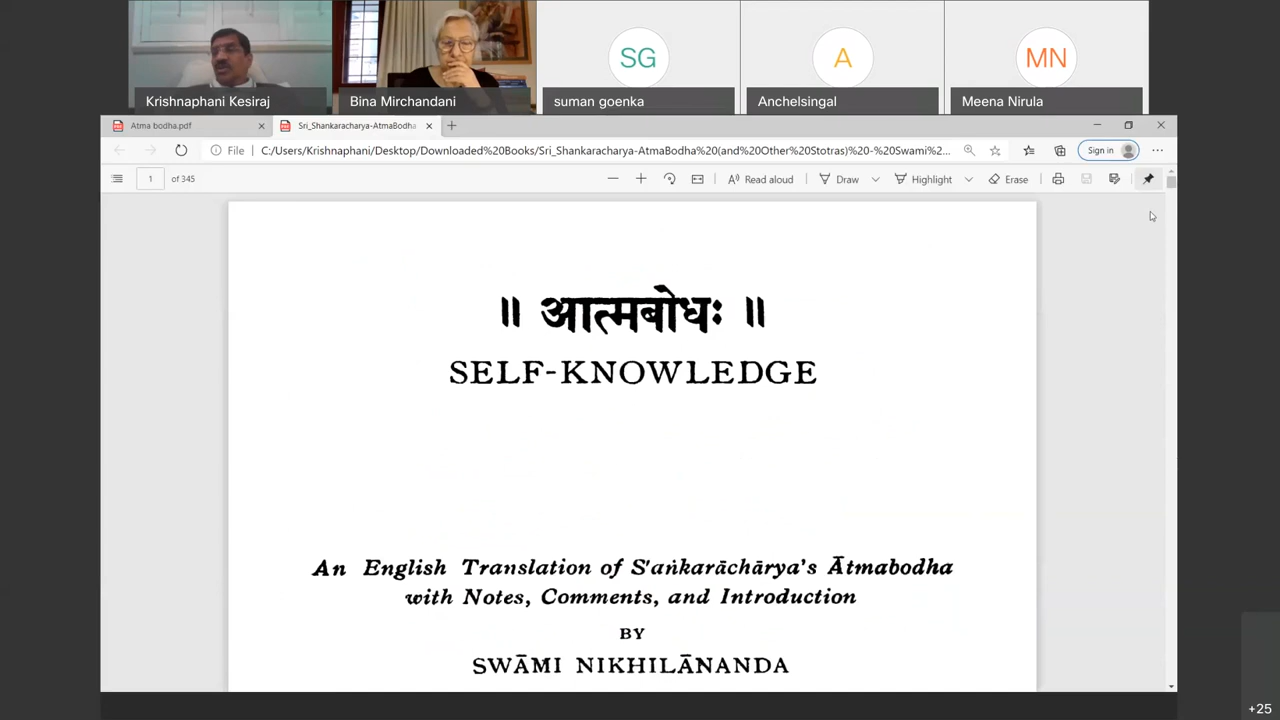 SG
A
MN
Krishnaphani Kesiraj
Bina Mirchandani
suman goenka
Anchelsingal
Meena Nirula
Atma bodha.pdf
Sri_Shankaracharya-AtmaBodha
File
C:/Users/Krishnaphani/Desktop/Downloaded%20Books/Sri_Shankaracharya-AtmaBodha%20(and%20Other%20Stotras)%20-%20Swami%2...
Sign in
1 of 345
Read aloud
Draw
Highlight
Erase
॥ आत्मबोधः ॥
SELF-KNOWLEDGE
An English Translation of S'aṅkarāchārya's Ātmabodha
with Notes, Comments, and Introduction
BY
SWĀMI NIKHILĀNANDA
+25